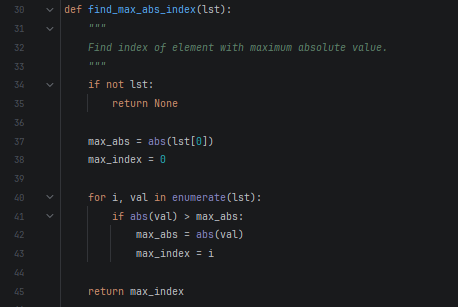 30 def find_max_abs_index(lst):
31     """
32     Find index of element with maximum absolute value.
33     """
34     if not lst:
35         return None
36
37     max_abs = abs(lst[0])
38     max_index = 0
39
40     for i, val in enumerate(lst):
41         if abs(val) > max_abs:
42             max_abs = abs(val)
43             max_index = i
44
45     return max_index